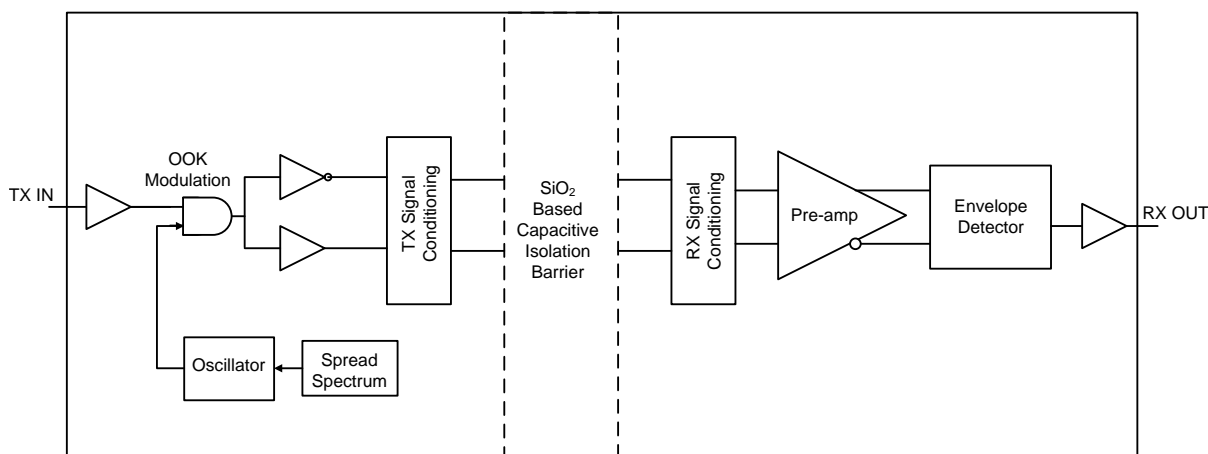 TX IN
OOK
Modulation
Oscillator
Spread
Spectrum
TX Signal
Conditioning
SiO₂
Based
Capacitive
Isolation
Barrier
RX Signal
Conditioning
Pre-amp
Envelope
Detector
RX OUT